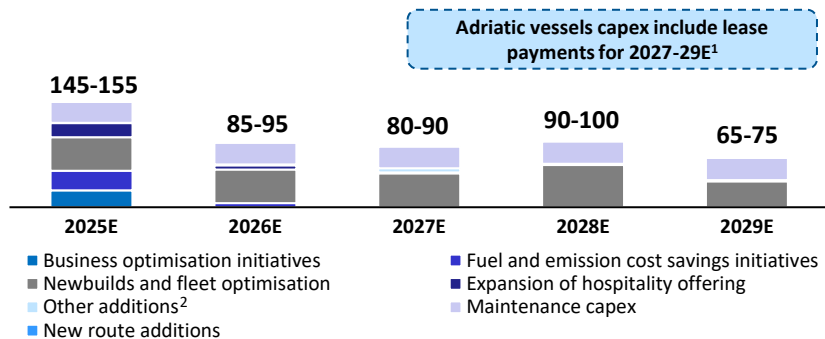 Adriatic vessels capex include lease
payments for 2027-29E¹
145-155
85-95
80-90
90-100
65-75
2025E
2026E
2027E
2028E
2029E
Business optimisation initiatives
Fuel and emission cost savings initiatives
Newbuilds and fleet optimisation
Expansion of hospitality offering
Other additions²
Maintenance capex
New route additions